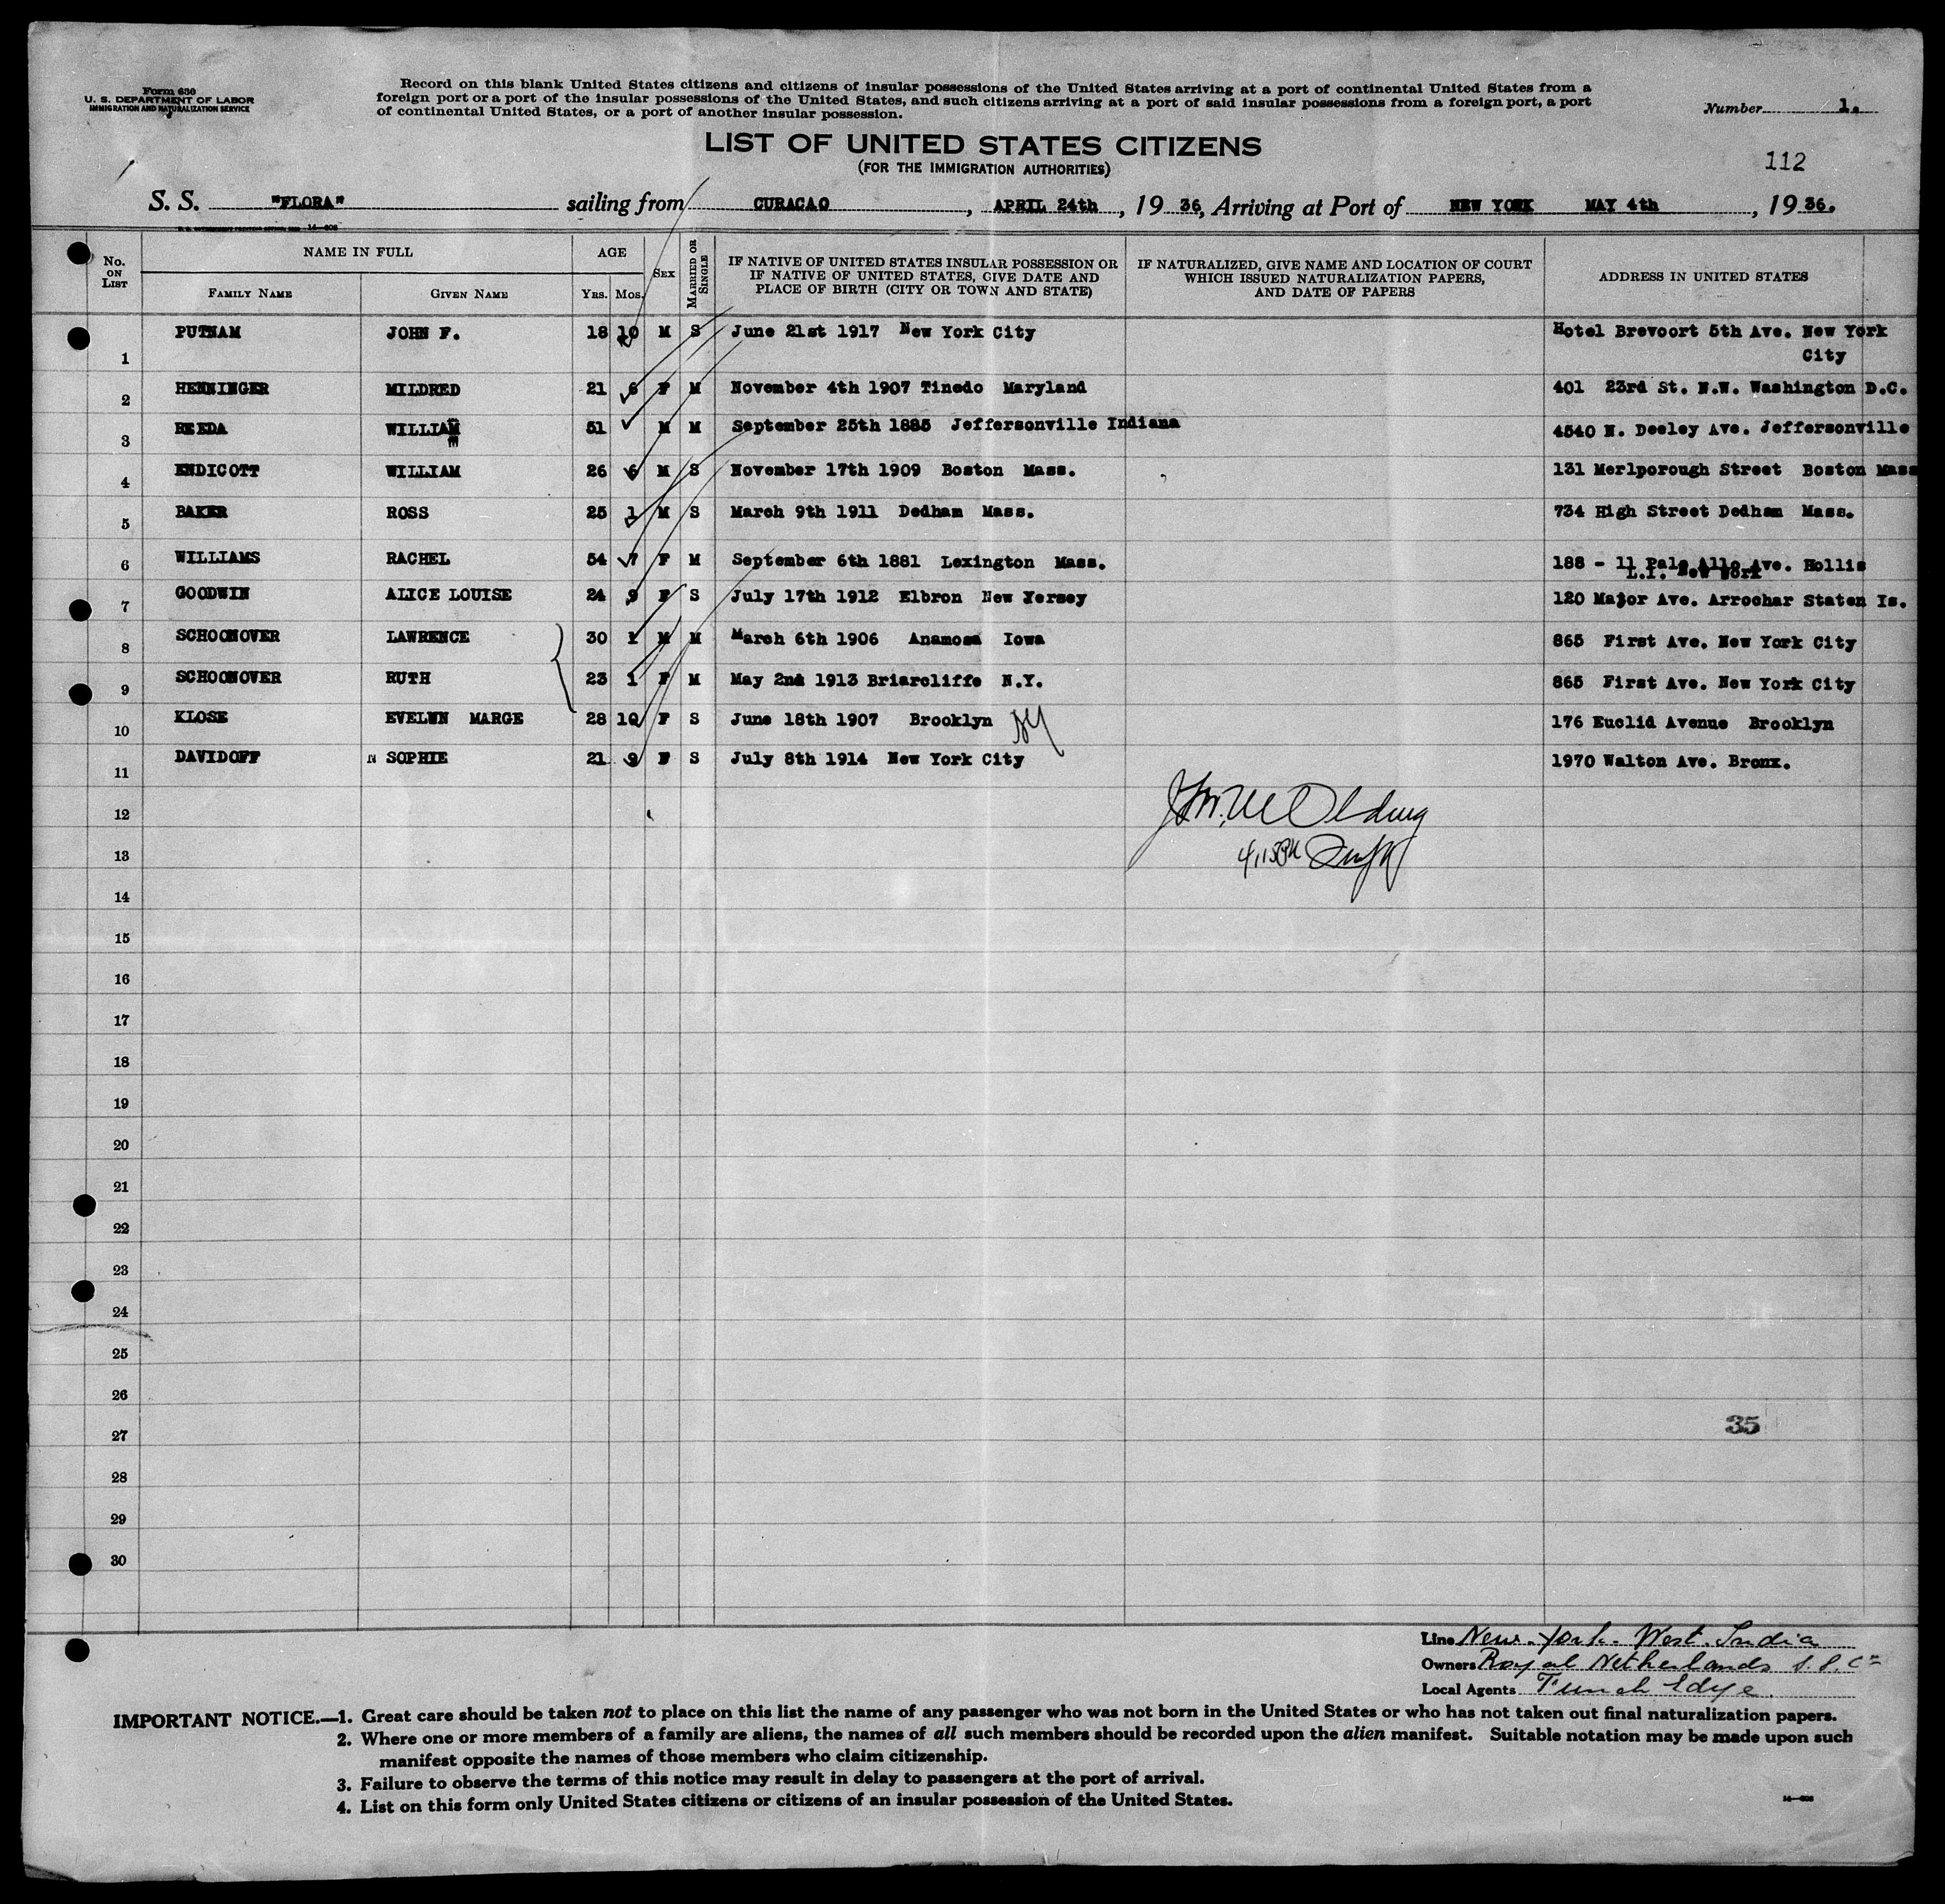 Form 630
U. S. DEPARTMENT OF LABOR
IMMIGRATION AND NATURALIZATION SERVICE
Record on this blank United States citizens and citizens of insular possessions of the United States arriving at a port of continental United States from a
foreign port or a port of the insular possessions of the United States, and such citizens arriving at a port of said insular possessions from a foreign port, a port
of continental United States, or a port of another insular possession.
Number 1.
LIST OF UNITED STATES CITIZENS
(FOR THE IMMIGRATION AUTHORITIES)
112
S. S. "FLORA" sailing from CURACAO, APRIL 24th, 1936, Arriving at Port of NEW YORK MAY 4th, 1936.
No. ON LIST
NAME IN FULL
FAMILY NAME GIVEN NAME
AGE
YRS. MOS.
SEX
MARRIED OR SINGLE
IF NATIVE OF UNITED STATES INSULAR POSSESSION OR
IF NATIVE OF UNITED STATES, GIVE DATE AND
PLACE OF BIRTH (CITY OR TOWN AND STATE)
IF NATURALIZED, GIVE NAME AND LOCATION OF COURT
WHICH ISSUED NATURALIZATION PAPERS,
AND DATE OF PAPERS
ADDRESS IN UNITED STATES
1 PUTNAM JOHN F. 18 10 M S June 21st 1917 New York City Hotel Brevoort 5th Ave. New York
City
2 HENNINGER MILDRED 21 6 F M November 4th 1907 Tinedo Maryland 401 23rd St. N.W. Washington D.C.
3 REEDA WILLIAM 51 M M September 25th 1885 Jeffersonville Indiana 4540 N. Deeley Ave. Jeffersonville
4 ENDICOTT WILLIAM 26 6 M S November 17th 1909 Boston Mass. 131 Merlporough Street Boston Mass
5 BAKER ROSS 25 1 M S March 9th 1911 Dedham Mass. 734 High Street Dedham Mass.
6 WILLIAMS RACHEL 54 7 F M September 6th 1881 Lexington Mass. 188 - 11 Palo Allo Ave. Hollis
L.I. New York
7 GOODWIN ALICE LOUISE 24 9 F S July 17th 1912 Elbron New Yersey 120 Major Ave. Arrochar Staten Is.
8 SCHOONOVER LAWRENCE 30 1 M M March 6th 1906 Anamosa Iowa 865 First Ave. New York City
9 SCHOONOVER RUTH 23 1 F M May 2nd 1913 Briarcliffe N.Y. 865 First Ave. New York City
10 KLOSE EVELUN MARGE 28 10 F S June 18th 1907 Brooklyn NY 176 Euclid Avenue Brooklyn
11 DAVIDOFF SOPHIE 21 9 F S July 8th 1914 New York City 1970 Walton Ave. Bronx.
12
13
14
15
16
17
18
19
20
21
22
23
24
25
26
27
28
29
30
35
Line New York West India
Owners Royal Netherlands S. S. Co
Local Agents Funch Edye
IMPORTANT NOTICE.—1. Great care should be taken not to place on this list the name of any passenger who was not born in the United States or who has not taken out final naturalization papers.
2. Where one or more members of a family are aliens, the names of all such members should be recorded upon the alien manifest. Suitable notation may be made upon such
manifest opposite the names of those members who claim citizenship.
3. Failure to observe the terms of this notice may result in delay to passengers at the port of arrival.
4. List on this form only United States citizens or citizens of an insular possession of the United States.